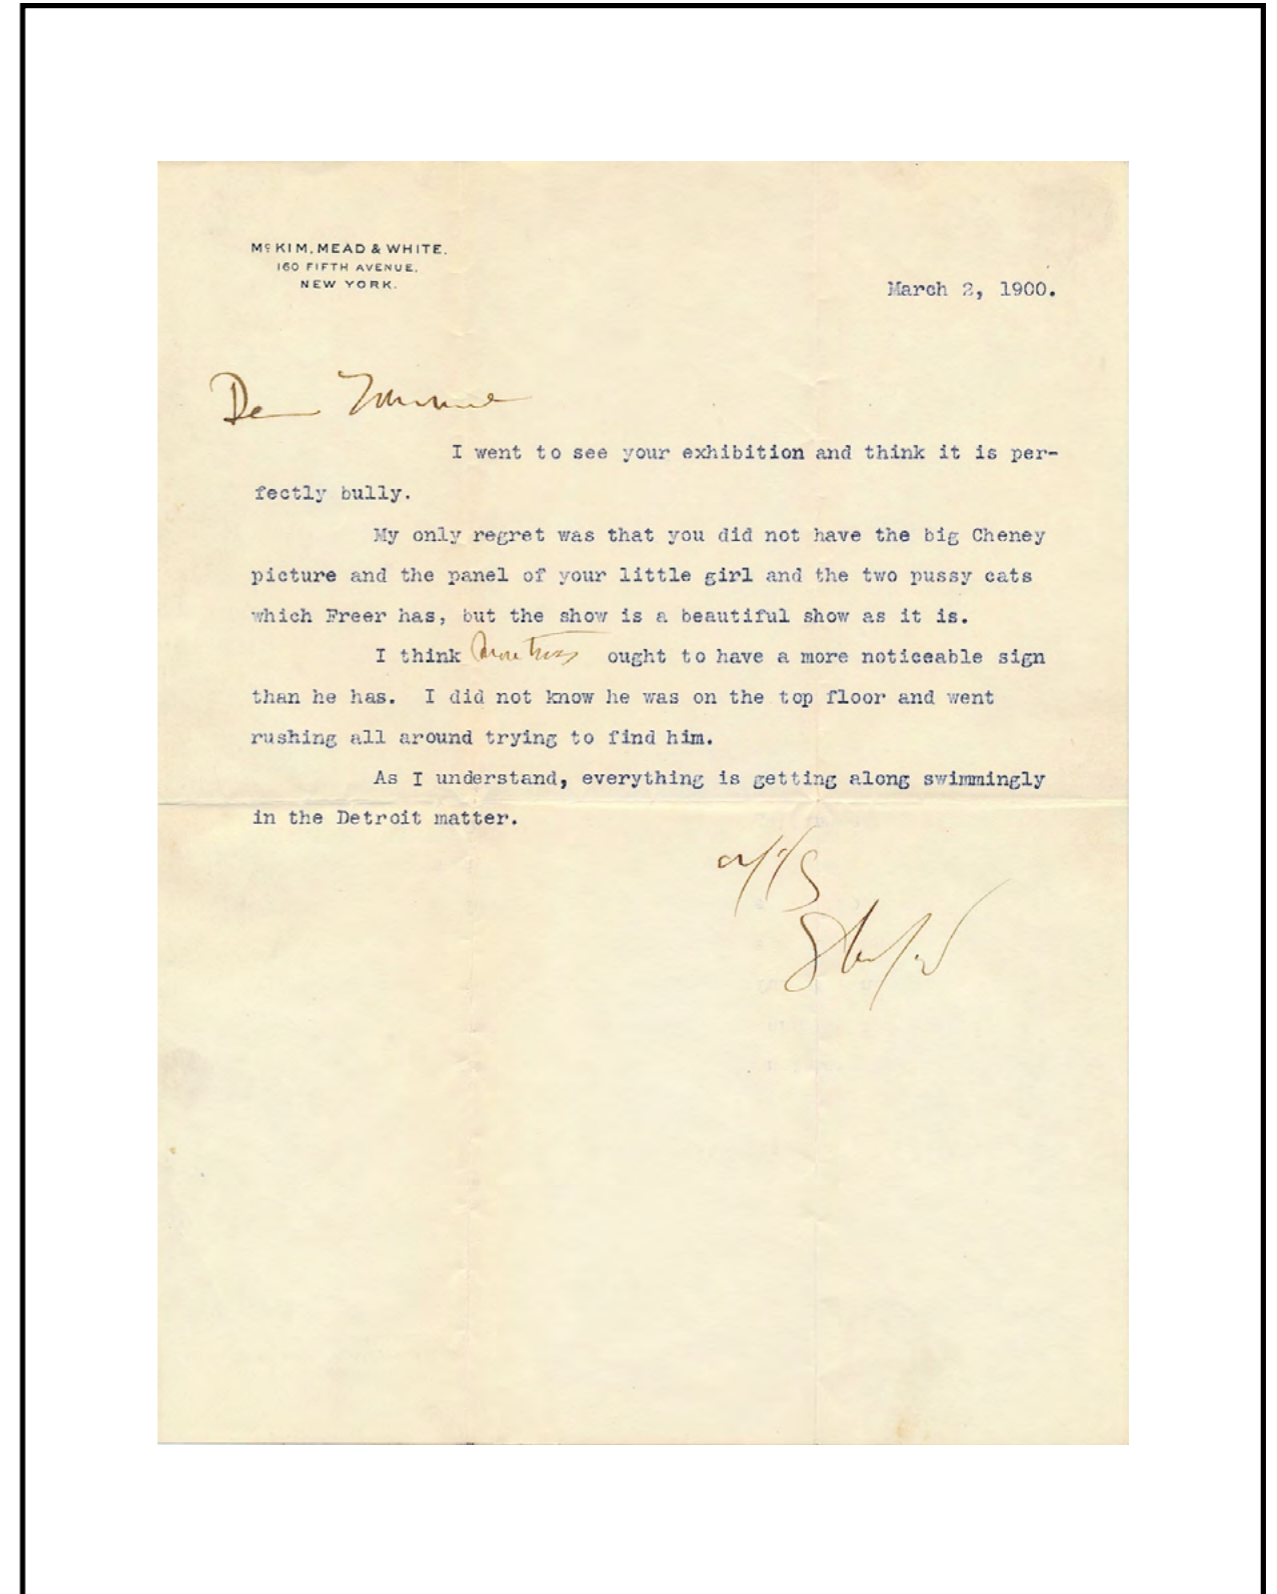 McKIM, MEAD & WHITE.
160 FIFTH AVENUE,
NEW YORK.
March 2, 1900.
Dear
I went to see your exhibition and think it is per-
fectly bully.
My only regret was that you did not have the big Cheney
picture and the panel of your little girl and the two pussy cats
which Freer has, but the show is a beautiful show as it is.
I think Montross ought to have a more noticeable sign
than he has. I did not know he was on the top floor and went
rushing all around trying to find him.
As I understand, everything is getting along swimmingly
in the Detroit matter.
affly
Stanford